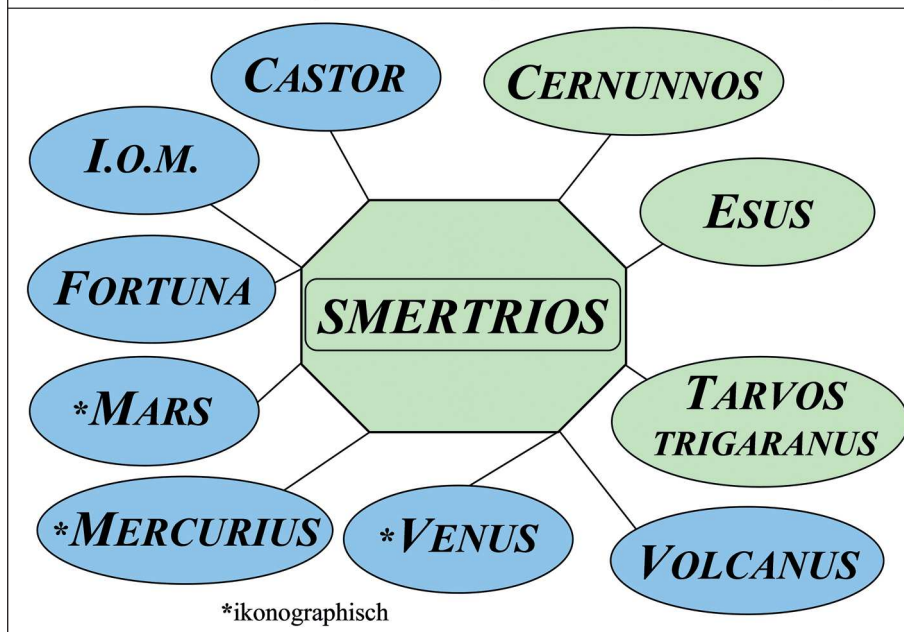 CASTOR
CERNUNNOS
I.O.M.
ESUS
FORTUNA
SMERTRIOS
*MARS
TARVOS
TRIGARANUS
*MERCURIUS
*VENUS
VOLCANUS
*ikonographisch